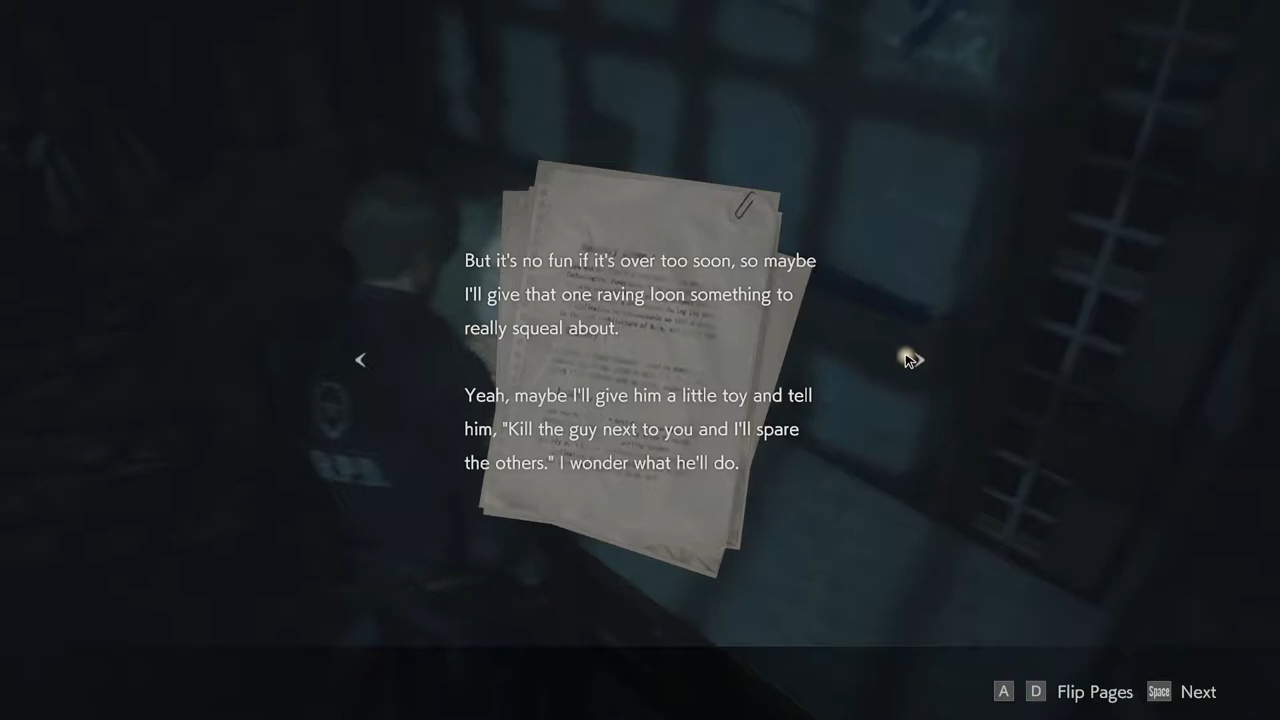 But it's no fun if it's over too soon, so maybe
I'll give that one raving loon something to
really squeal about.
Yeah, maybe I'll give him a little toy and tell
him, "Kill the guy next to you and I'll spare
the others." I wonder what he'll do.
A D Flip Pages Space Next